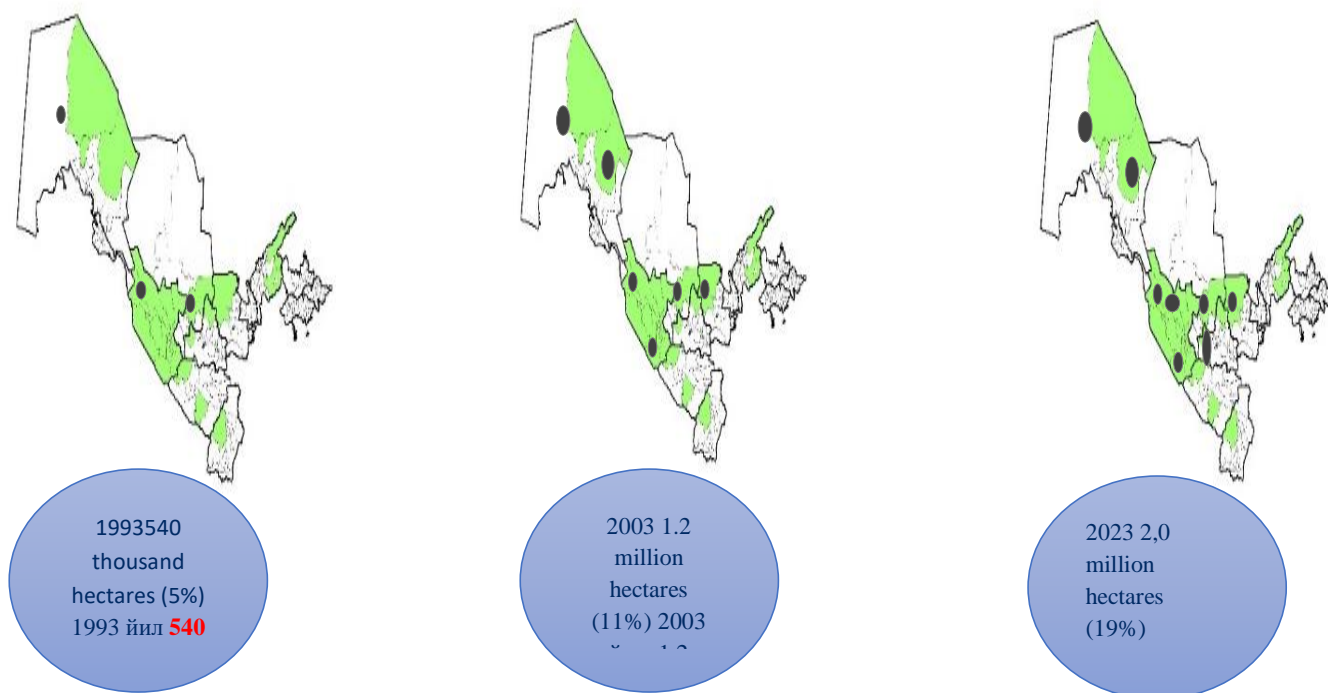 1993540
thousand
hectares (5%)
1993 йил 540
2003 1.2
million
hectares
(11%) 2003
2023 2,0
million
hectares
(19%)